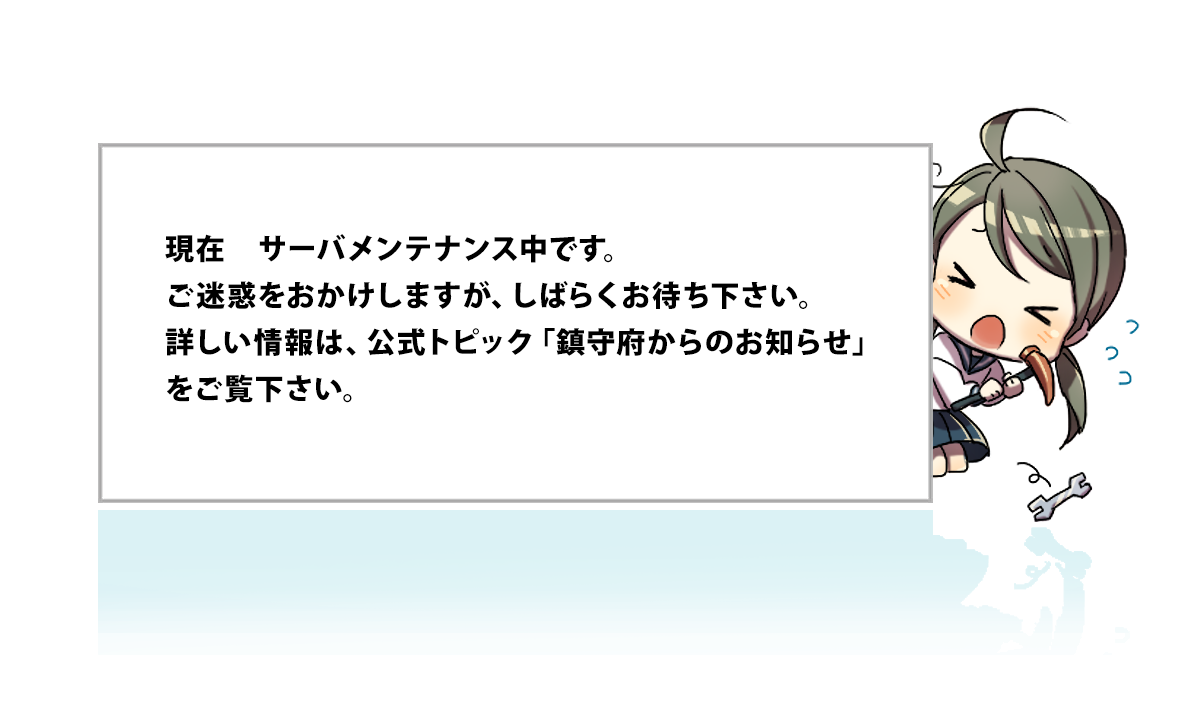 現在　サーバメンテナンス中です。
ご迷惑をおかけしますが、しばらくお待ち下さい。
詳しい情報は、公式トピック「鎮守府からのお知らせ」
をご覧下さい。